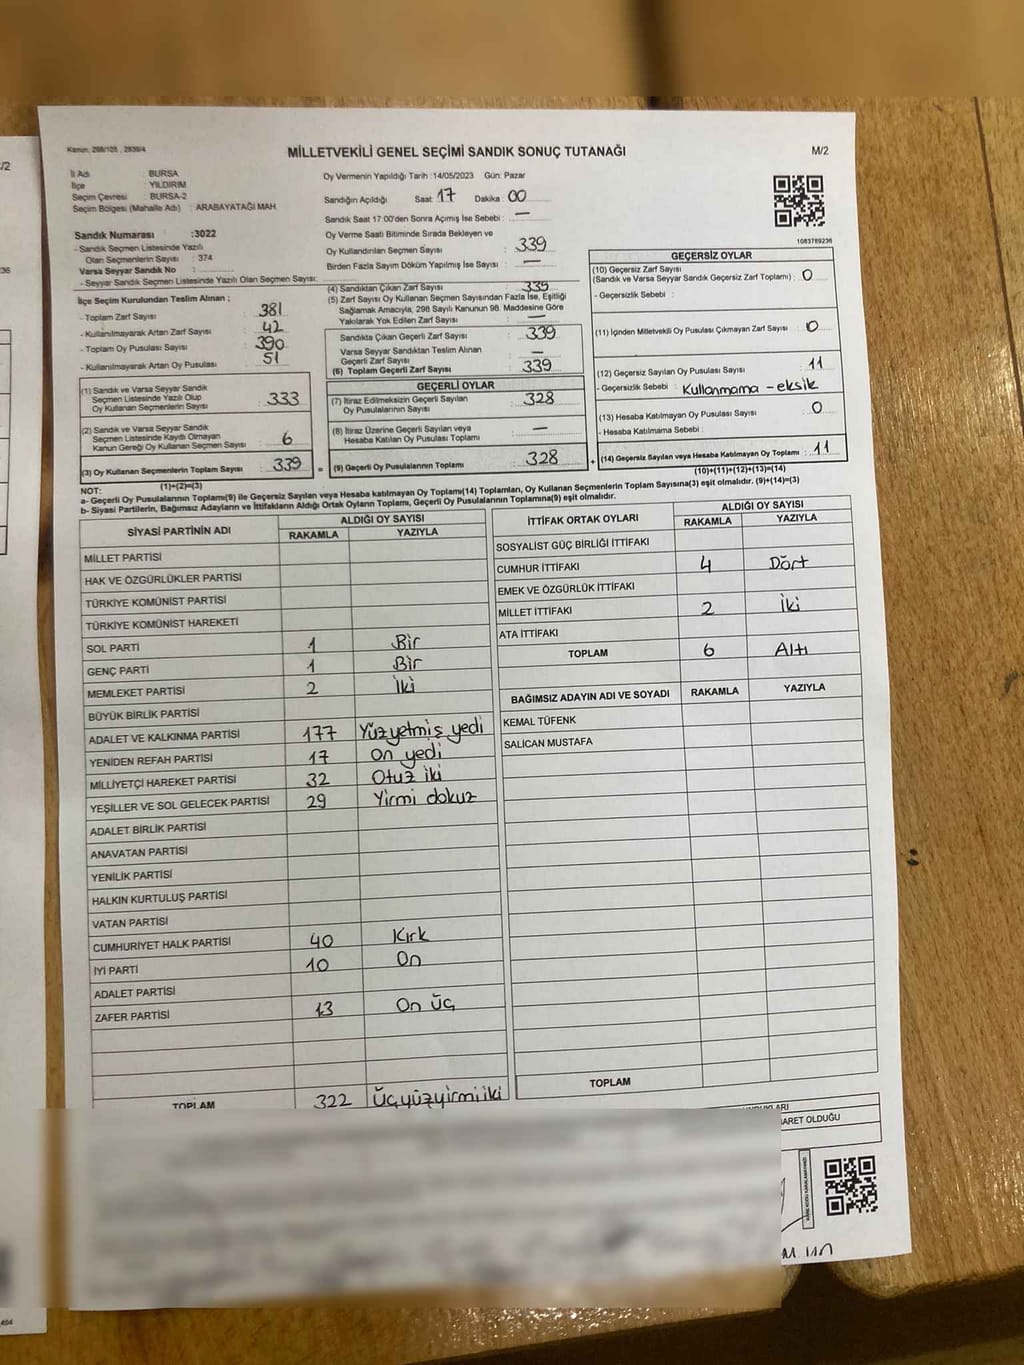 Kanun, 298/105 , 2839/4
MİLLETVEKİLİ GENEL SEÇİMİ SANDIK SONUÇ TUTANAĞI
M/2
İl Adı : BURSA
İlçe : YILDIRIM
Seçim Çevresi : BURSA-2
Seçim Bölgesi (Mahalle Adı) : ARABAYATAĞI MAH.
Sandık Numarası :3022
- Sandık Seçmen Listesinde Yazılı
Olan Seçmenlerin Sayısı : 374
Varsa Seyyar Sandık No :
- Seyyar Sandık Seçmen Listesinde Yazılı Olan Seçmen Sayısı:
İlçe Seçim Kurulundan Teslim Alınan ;
- Toplam Zarf Sayısı : 381
- Kullanılmayarak Artan Zarf Sayısı : 42
- Toplam Oy Pusulası Sayısı : 390
- Kullanılmayarak Artan Oy Pusulası : 51
(1) Sandık ve Varsa Seyyar Sandık
Seçmen Listesinde Yazılı Olup
Oy Kullanan Seçmenlerin Sayısı : 333
(2) Sandık ve Varsa Seyyar Sandık
Seçmen Listesinde Kayıtlı Olmayan
Kanun Gereği Oy Kullanan Seçmen Sayısı : 6
(3) Oy Kullanan Seçmenlerin Toplam Sayısı : 339
(1)+(2)=(3)
Oy Vermenin Yapıldığı Tarih :14/05/2023 Gün: Pazar
Sandığın Açıldığı Saat : 17 Dakika : 00
Sandık Saat 17:00'den Sonra Açımış İse Sebebi : —
Oy Verme Saati Bitiminde Sırada Bekleyen ve
Oy Kullandırılan Seçmen Sayısı : 339
Birden Fazla Sayım Döküm Yapılmış İse Sayısı : —
(4) Sandıktan Çıkan Zarf Sayısı : 339
(5) Zarf Sayısı Oy Kullanan Seçmen Sayısından Fazla İse, Eşitliği
Sağlamak Amacıyla, 298 Sayılı Kanunun 98. Maddesine Göre
Yakılarak Yok Edilen Zarf Sayısı : —
Sandıkta Çıkan Geçerli Zarf Sayısı : 339
Varsa Seyyar Sandıktan Teslim Alınan
Geçerli Zarf Sayısı : —
(6) Toplam Geçerli Zarf Sayısı : 339
GEÇERLİ OYLAR
(7) İtiraz Edilmeksizin Geçerli Sayılan
Oy Pusulalarının Sayısı : 328
(8) İtiraz Üzerine Geçerli Sayılan veya
Hesaba Katılan Oy Pusulası Toplamı : —
= (9) Geçerli Oy Pusulalarının Toplamı : 328 +
1083789236
GEÇERSİZ OYLAR
(10) Geçersiz Zarf Sayısı
(Sandık ve Varsa Seyyar Sandık Geçersiz Zarf Toplamı) : 0
- Geçersizlik Sebebi :
(11) İçinden Milletvekili Oy Pusulası Çıkmayan Zarf Sayısı : 0
(12) Geçersiz Sayılan Oy Pusulası Sayısı : 11
- Geçersizlik Sebebi : Kullanmama - eksik
(13) Hesaba Katılmayan Oy Pusulası Sayısı : 0
- Hesaba Katılmama Sebebi :
(14) Geçersiz Sayılan veya Hesaba Katılmayan Oy Toplamı : 11
(10)+(11)+(12)+(13)=(14)
NOT:
a- Geçerli Oy Pusulalarının Toplamı(9) ile Geçersiz Sayılan veya Hesaba katılmayan Oy Toplamı(14) Toplamları, Oy Kullanan Seçmenlerin Toplam Sayısına(3) eşit olmalıdır. (9)+(14)=(3)
b- Siyasi Partilerin, Bağımsız Adayların ve İttifakların Aldığı Ortak Oyların Toplamı, Geçerli Oy Pusulalarının Toplamına(9) eşit olmalıdır.
SİYASİ PARTİNİN ADI ALDIĞI OY SAYISI
RAKAMLA YAZIYLA
MİLLET PARTİSİ
HAK VE ÖZGÜRLÜKLER PARTİSİ
TÜRKİYE KOMÜNİST PARTİSİ
TÜRKİYE KOMÜNİST HAREKETİ
SOL PARTİ 1 Bir
GENÇ PARTİ 1 Bir
MEMLEKET PARTİSİ 2 İki
BÜYÜK BİRLİK PARTİSİ
ADALET VE KALKINMA PARTİSİ 177 Yüzyetmiş yedi
YENİDEN REFAH PARTİSİ 17 On yedi
MİLLİYETÇİ HAREKET PARTİSİ 32 Otuz iki
YEŞİLLER VE SOL GELECEK PARTİSİ 29 Yirmi dokuz
ADALET BİRLİK PARTİSİ
ANAVATAN PARTİSİ
YENİLİK PARTİSİ
HALKIN KURTULUŞ PARTİSİ
VATAN PARTİSİ
CUMHURİYET HALK PARTİSİ 40 Kırk
İYİ PARTİ 10 On
ADALET PARTİSİ
ZAFER PARTİSİ 13 On üç
TOPLAM 322 Üçyüzyirmiiki
İTTİFAK ORTAK OYLARI ALDIĞI OY SAYISI
RAKAMLA YAZIYLA
SOSYALİST GÜÇ BİRLİĞİ İTTİFAKI
CUMHUR İTTİFAKI 4 Dört
EMEK VE ÖZGÜRLÜK İTTİFAKI
MİLLET İTTİFAKI 2 İki
ATA İTTİFAKI
TOPLAM 6 Altı
BAĞIMSIZ ADAYIN ADI VE SOYADI RAKAMLA YAZIYLA
KEMAL TÜFENK
SALİCAN MUSTAFA
TOPLAM
ARET OLDUĞU